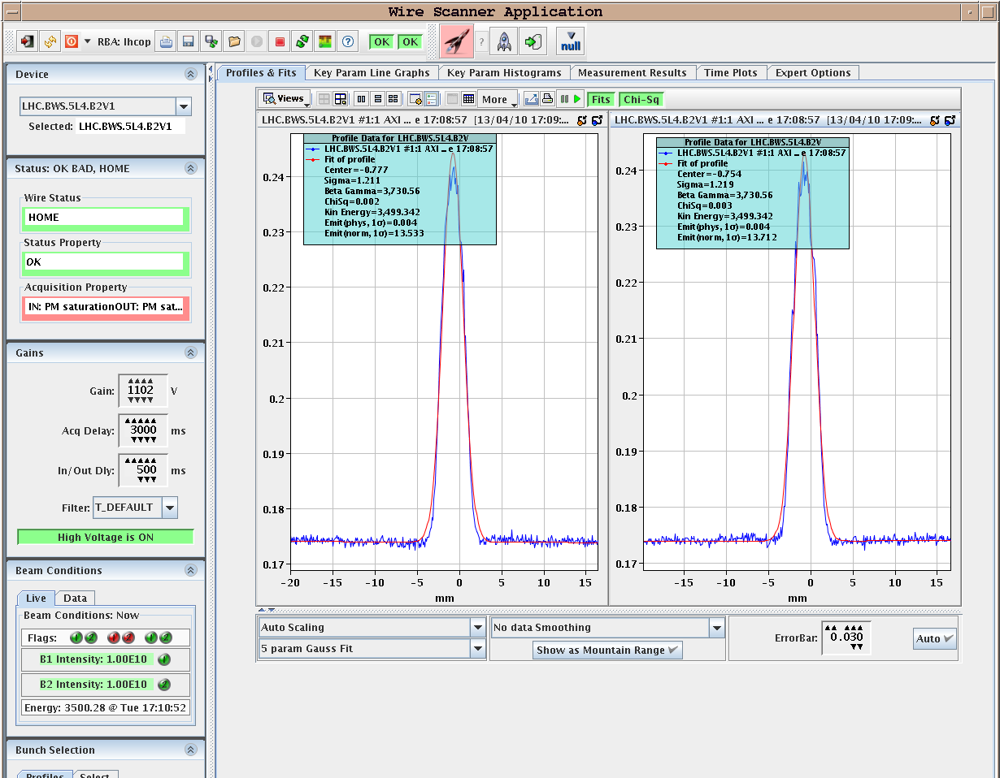 Wire Scanner Application
RBA: lhcop
OK
OK
?
null
Device
LHC.BWS.5L4.B2V1
Selected: LHC.BWS.5L4.B2V1
Status: OK BAD, HOME
Wire Status
HOME
Status Property
OK
Acquisition Property
IN: PM saturationOUT: PM sat...
Gains
Gain: 1102 V
Acq Delay: 3000 ms
In/Out Dly: 500 ms
Filter: T_DEFAULT
High Voltage is ON
Beam Conditions
Live Data
Beam Conditions: Now
Flags: 1 2 1 2 1 2
B1 Intensity: 1.00E10 1
B2 Intensity: 1.00E10 2
Energy: 3500.28 @ Tue 17:10:52
Bunch Selection
Profiles Select
Profiles & Fits Key Param Line Graphs Key Param Histograms Measurement Results Time Plots Expert Options
Views More Fits Chi-Sq
LHC.BWS.5L4.B2V1 #1:1 AXI ... e 17:08:57 [13/04/10 17:09:...
Profile Data for LHC.BWS.5L4.B2V
LHC.BWS.5L4.B2V1 #1:1 AXI ... e 17:08:57
Fit of profile
Center=-0.777
Sigma=1.211
Beta Gamma=3,730.56
ChiSq=0.002
Kin Energy=3,499.342
Emit(phys, 1σ)=0.004
Emit(norm, 1σ)=13.533
0.24
0.23
0.22
0.21
0.2
0.19
0.18
0.17
-20 -15 -10 -5 0 5 10 15
mm
LHC.BWS.5L4.B2V1 #1:1 AXI ... e 17:08:57 [13/04/10 17:09:...
Profile Data for LHC.BWS.5L4.B2V
LHC.BWS.5L4.B2V1 #1:1 AXI ... e 17:08:57
Fit of profile
Center=-0.754
Sigma=1.219
Beta Gamma=3,730.56
ChiSq=0.003
Kin Energy=3,499.342
Emit(phys, 1σ)=0.004
Emit(norm, 1σ)=13.712
0.24
0.23
0.22
0.21
0.2
0.19
0.18
0.17
-15 -10 -5 0 5 10 15
mm
Auto Scaling
5 param Gauss Fit
No data Smoothing
Show as Mountain Range
ErrorBar: 0.030
Auto